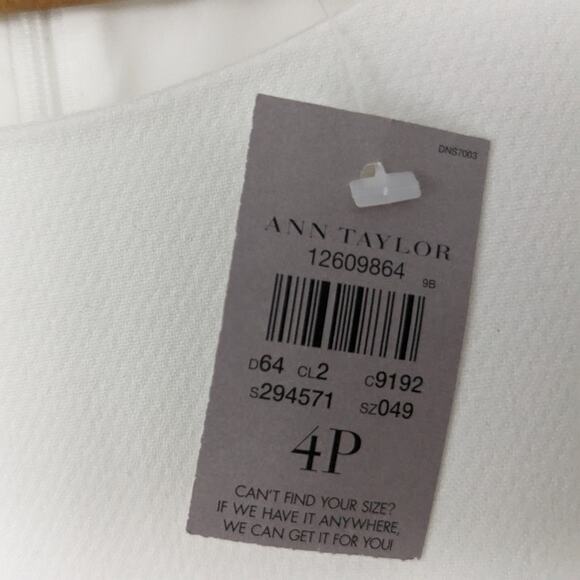 DNS7003
ANN TAYLOR
12609864
9B
D64 CL2 C9192
S294571 SZ049
4P
CAN'T FIND YOUR SIZE?
IF WE HAVE IT ANYWHERE,
WE CAN GET IT FOR YOU!